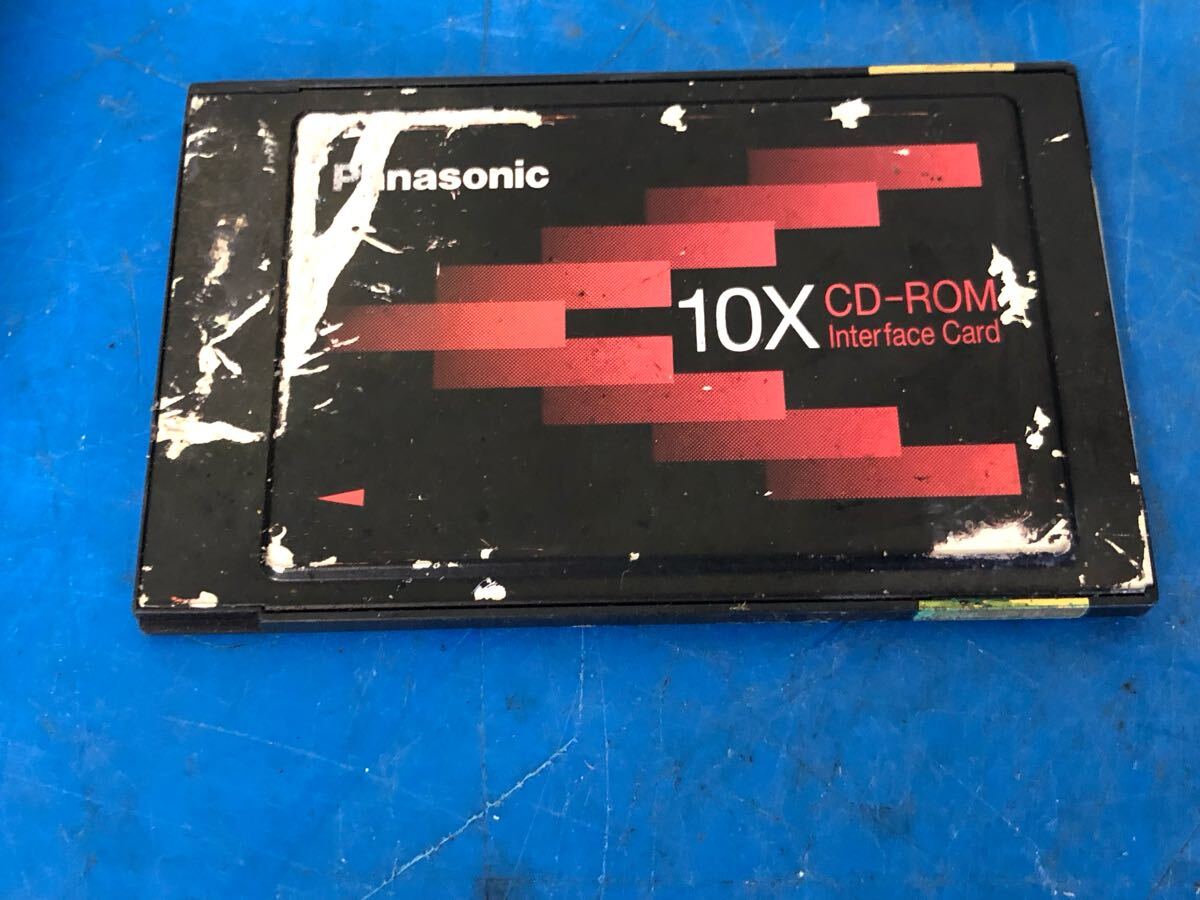 Panasonic
10X CD-ROM
Interface Card